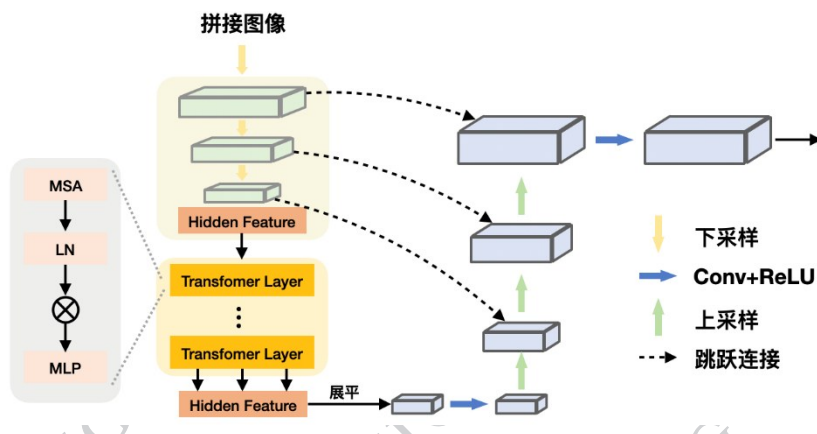 拼接图像
MSA
LN
MLP
Hidden Feature
Transfomer Layer
Transfomer Layer
Hidden Feature
展平
下采样
Conv+ReLU
上采样
跳跃连接